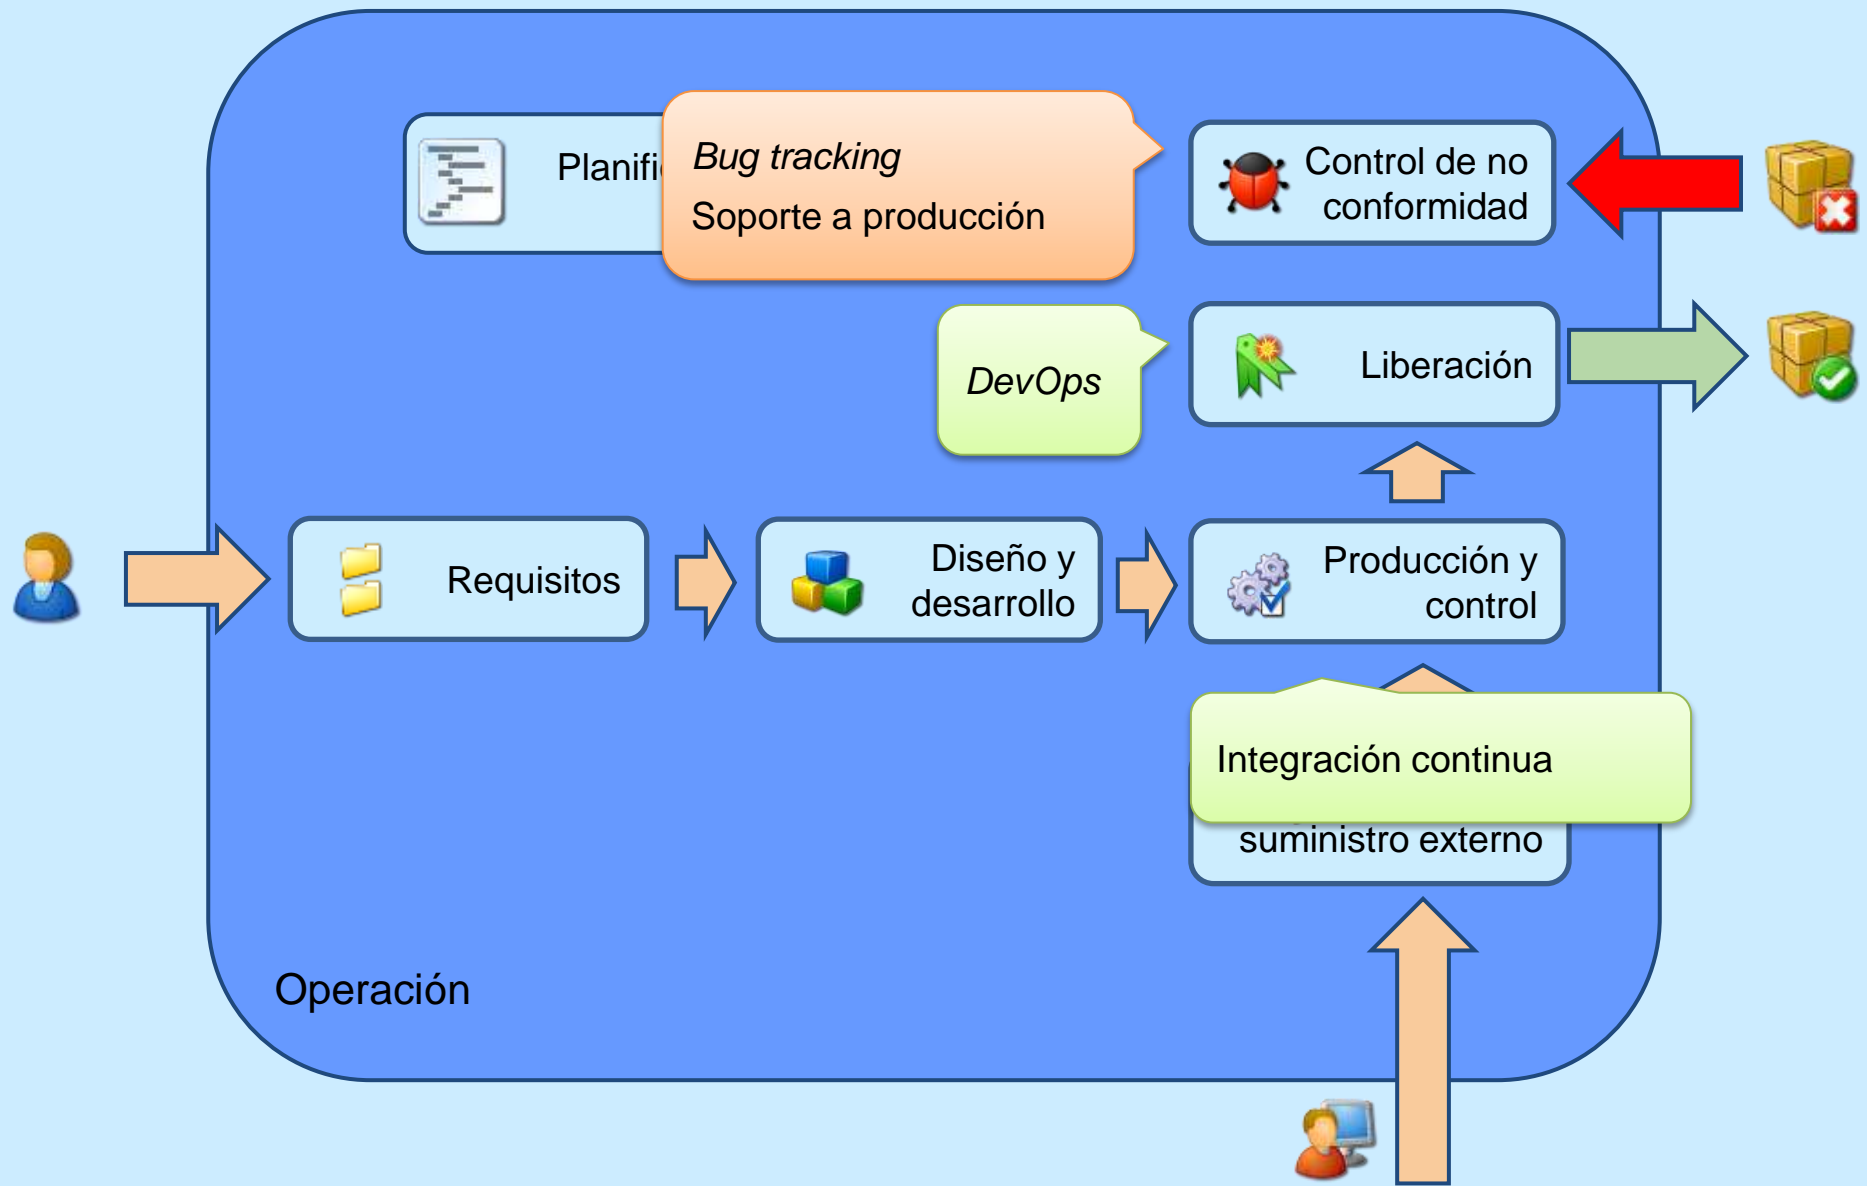 Bug tracking
Soporte a producción
Control de no
conformidad
DevOps
Liberación
Requisitos
Diseño y
desarrollo
Producción y
control
Integración continua
suministro externo
Operación